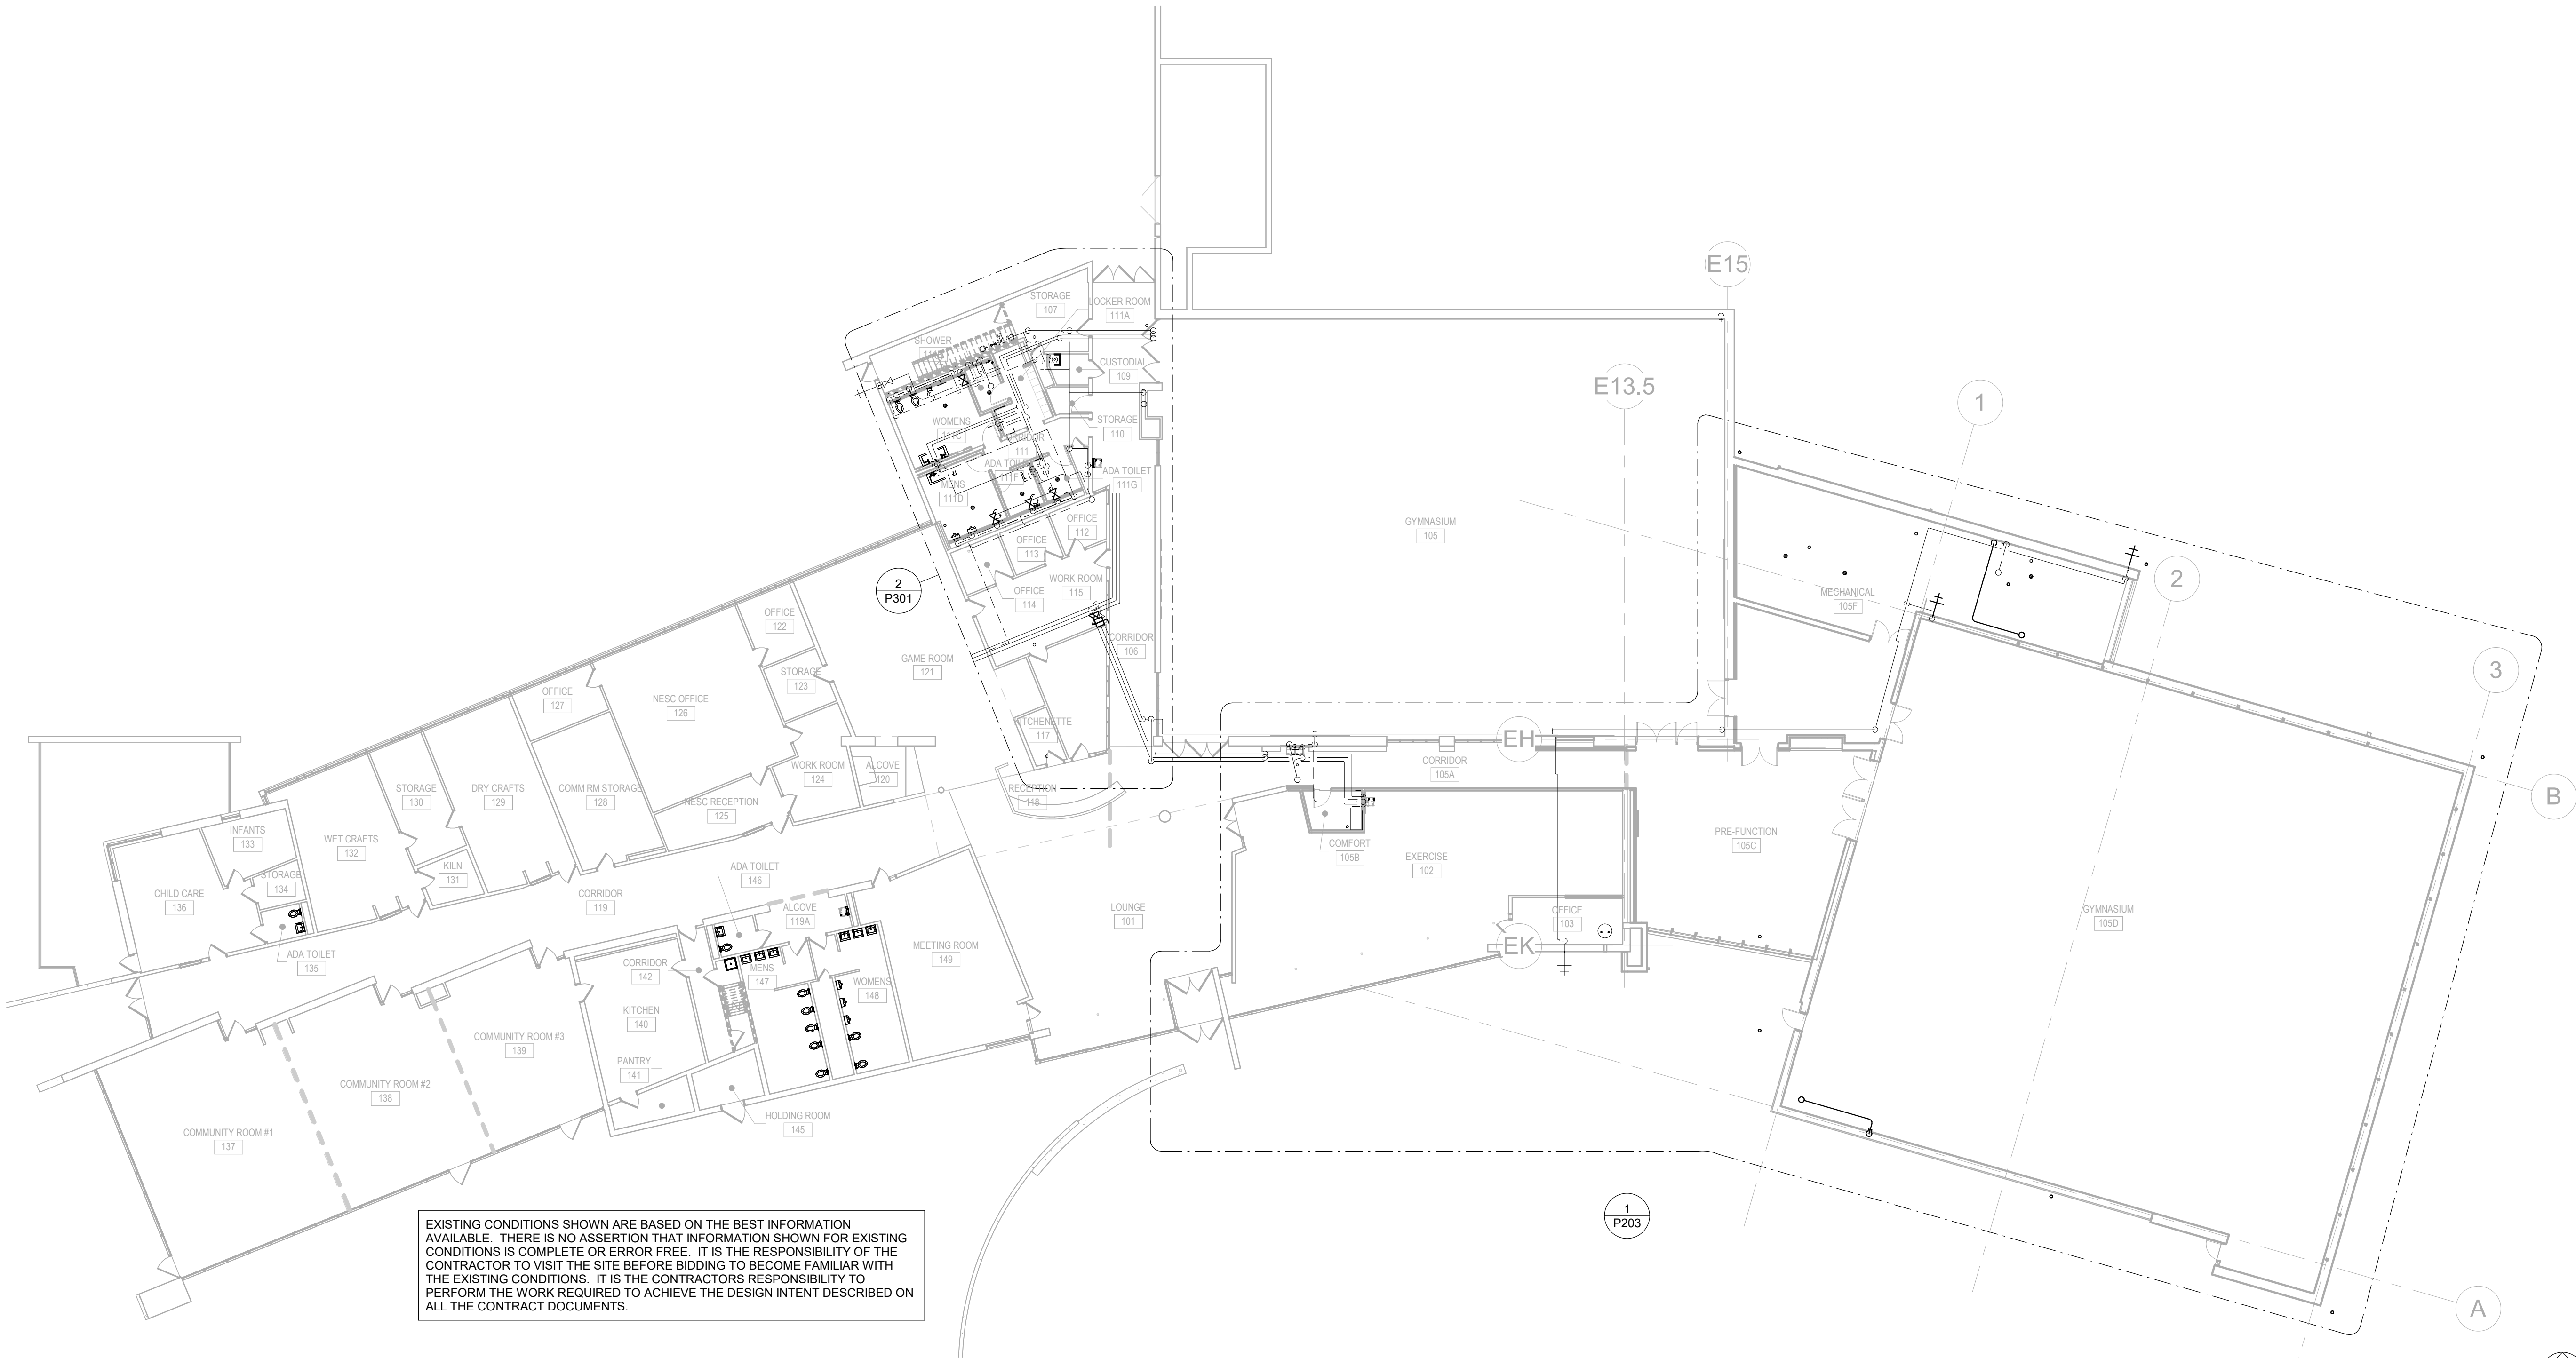 E15
STORAGE
107
LOCKER ROOM
111A
SHOWER
CUSTODIAL
109
E13.5
1
WOMENS
111C
STORAGE
110
CORRIDOR
111
ADA TOILET
111F
ADA TOILET
111G
MENS
111D
OFFICE
112
GYMNASIUM
105
OFFICE
113
WORK ROOM
115
OFFICE
114
2
P301
MECHANICAL
105F
2
OFFICE
122
CORRIDOR
106
GAME ROOM
121
3
STORAGE
123
OFFICE
127
NESC OFFICE
126
KITCHENETTE
117
EH
WORK ROOM
124
ALCOVE
120
CORRIDOR
105A
STORAGE
130
DRY CRAFTS
129
COMM RM STORAGE
128
NESC RECEPTION
125
RECEPTION
118
B
INFANTS
133
WET CRAFTS
132
PRE-FUNCTION
105C
COMFORT
105B
EXERCISE
102
KILN
131
ADA TOILET
146
STORAGE
134
CHILD CARE
136
CORRIDOR
119
ALCOVE
119A
LOUNGE
101
OFFICE
103
GYMNASIUM
105D
EK
MEETING ROOM
149
ADA TOILET
135
CORRIDOR
142
MENS
147
WOMENS
148
KITCHEN
140
COMMUNITY ROOM #3
139
PANTRY
141
COMMUNITY ROOM #2
138
HOLDING ROOM
145
COMMUNITY ROOM #1
137
1
P203
A
EXISTING CONDITIONS SHOWN ARE BASED ON THE BEST INFORMATION
AVAILABLE.  THERE IS NO ASSERTION THAT INFORMATION SHOWN FOR EXISTING
CONDITIONS IS COMPLETE OR ERROR FREE.  IT IS THE RESPONSIBILITY OF THE
CONTRACTOR TO VISIT THE SITE BEFORE BIDDING TO BECOME FAMILIAR WITH
THE EXISTING CONDITIONS.  IT IS THE CONTRACTORS RESPONSIBILITY TO
PERFORM THE WORK REQUIRED TO ACHIEVE THE DESIGN INTENT DESCRIBED ON
ALL THE CONTRACT DOCUMENTS.